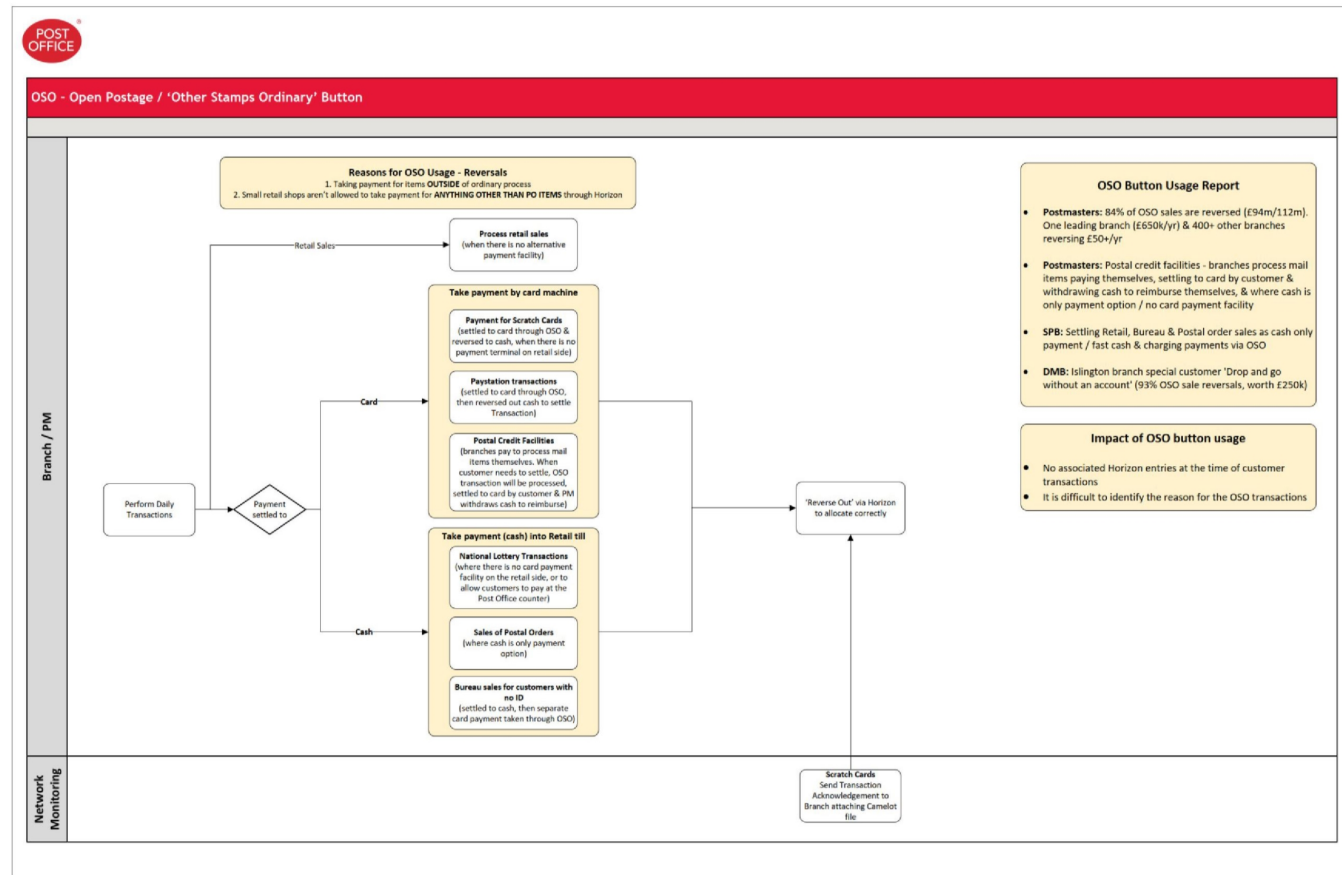 POST
OFFICE
®
OSO - Open Postage / 'Other Stamps Ordinary' Button
Branch / PM
Reasons for OSO Usage - Reversals
1. Taking payment for items OUTSIDE of ordinary process
2. Small retail shops aren't allowed to take payment for ANYTHING OTHER THAN PO ITEMS through Horizon
Retail Sales
Process retail sales
(when there is no alternative
payment facility)
Perform Daily
Transactions
Payment
settled to
Card
Take payment by card machine
Payment for Scratch Cards
(settled to card through OSO &
reversed to cash, when there is no
payment terminal on retail side)
Paystation transactions
(settled to card through OSO,
then reversed out cash to settle
Transaction)
Postal Credit Facilities
(branches pay to process mail
items themselves. When
customer needs to settle, OSO
transaction will be processed,
settled to card by customer & PM
withdraws cash to reimburse)
Cash
Take payment (cash) into Retail till
National Lottery Transactions
(where there is no card payment
facility on the retail side, or to
allow customers to pay at the
Post Office counter)
Sales of Postal Orders
(where cash is only payment
option)
Bureau sales for customers with
no ID
(settled to cash, then separate
card payment taken through OSO)
'Reverse Out' via Horizon
to allocate correctly
OSO Button Usage Report
• Postmasters: 84% of OSO sales are reversed (£94m/112m).
One leading branch (£650k/yr) & 400+ other branches
reversing £50+/yr
• Postmasters: Postal credit facilities - branches process mail
items paying themselves, settling to card by customer &
withdrawing cash to reimburse themselves, & where cash is
only payment option / no card payment facility
• SPB: Settling Retail, Bureau & Postal order sales as cash only
payment / fast cash & charging payments via OSO
• DMB: Islington branch special customer 'Drop and go
without an account' (93% OSO sale reversals, worth £250k)
Impact of OSO button usage
• No associated Horizon entries at the time of customer
transactions
• It is difficult to identify the reason for the OSO transactions
Network
Monitoring
Scratch Cards
Send Transaction
Acknowledgement to
Branch attaching Camelot
file